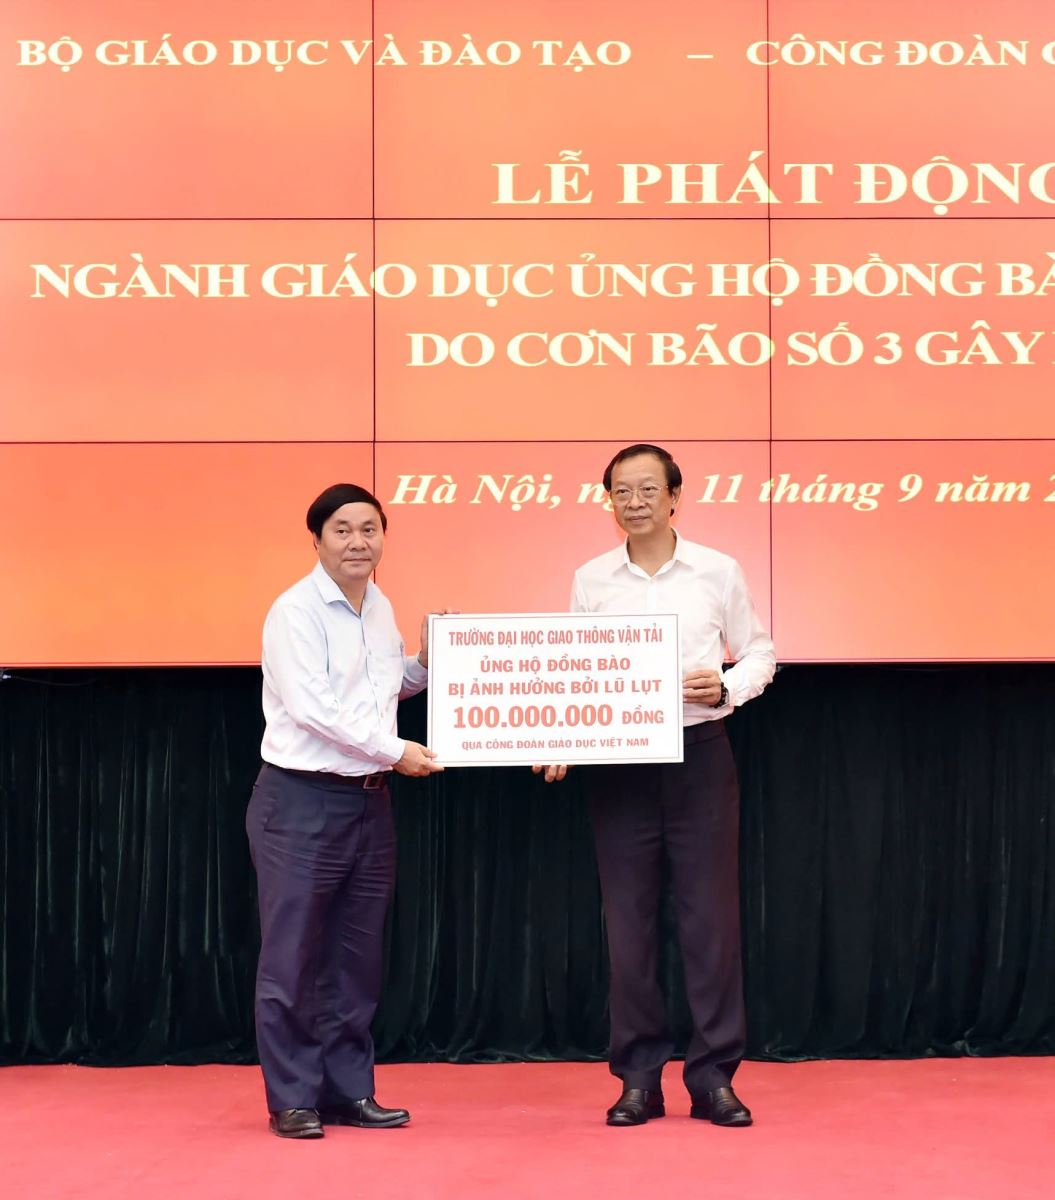 BỘ GIÁO DỤC VÀ ĐÀO TẠO – CÔNG ĐOÀN
LỄ PHÁT ĐỘNG
NGÀNH GIÁO DỤC ỦNG HỘ ĐỒNG
DO CƠN BÃO SỐ 3 GÂY
Hà Nội, 11 tháng 9 năm
TRƯỜNG ĐẠI HỌC GIAO THÔNG VẬN TẢI
ỦNG HỘ ĐỒNG BÀO
BỊ ẢNH HƯỞNG BỞI LŨ LỤT
100.000.000 ĐỒNG
QUA CÔNG ĐOÀN GIÁO DỤC VIỆT NAM